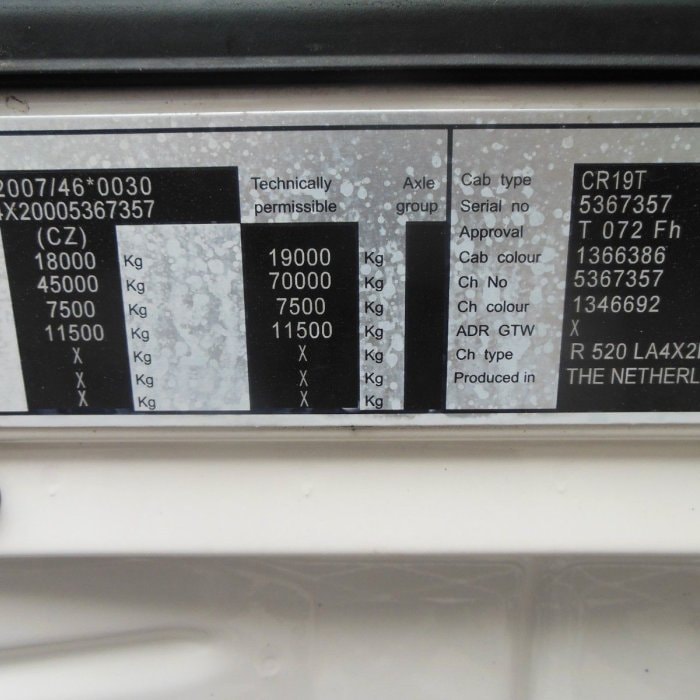 2007/46*0030
4X20005367357
(CZ)
18000 Kg
45000 Kg
7500 Kg
11500 Kg
X Kg
X Kg
X Kg
Technically permissible
Axle group
19000 Kg
70000 Kg
7500 Kg
11500 Kg
X Kg
X Kg
X Kg
Cab type CR19T
Serial no 5367357
Approval T 072 Fh
Cab colour 1366386
Ch No 5367357
Ch colour 1346692
ADR GTW X
Ch type R 520 LA4X2
Produced in THE NETHERL